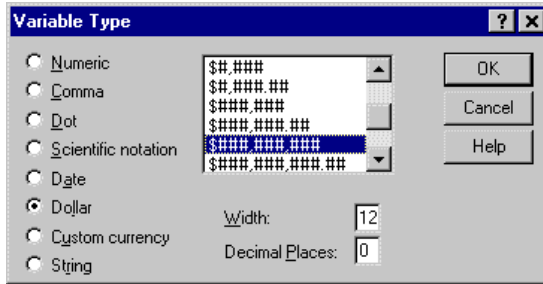 Variable Type
Numeric
Comma
Dot
Scientific notation
Date
Dollar
Custom currency
String
$#,###
$#,###.##
$###,###
$###,###.##
$###,###,###
$###,###,###.##
Width: 12
Decimal Places: 0
OK
Cancel
Help